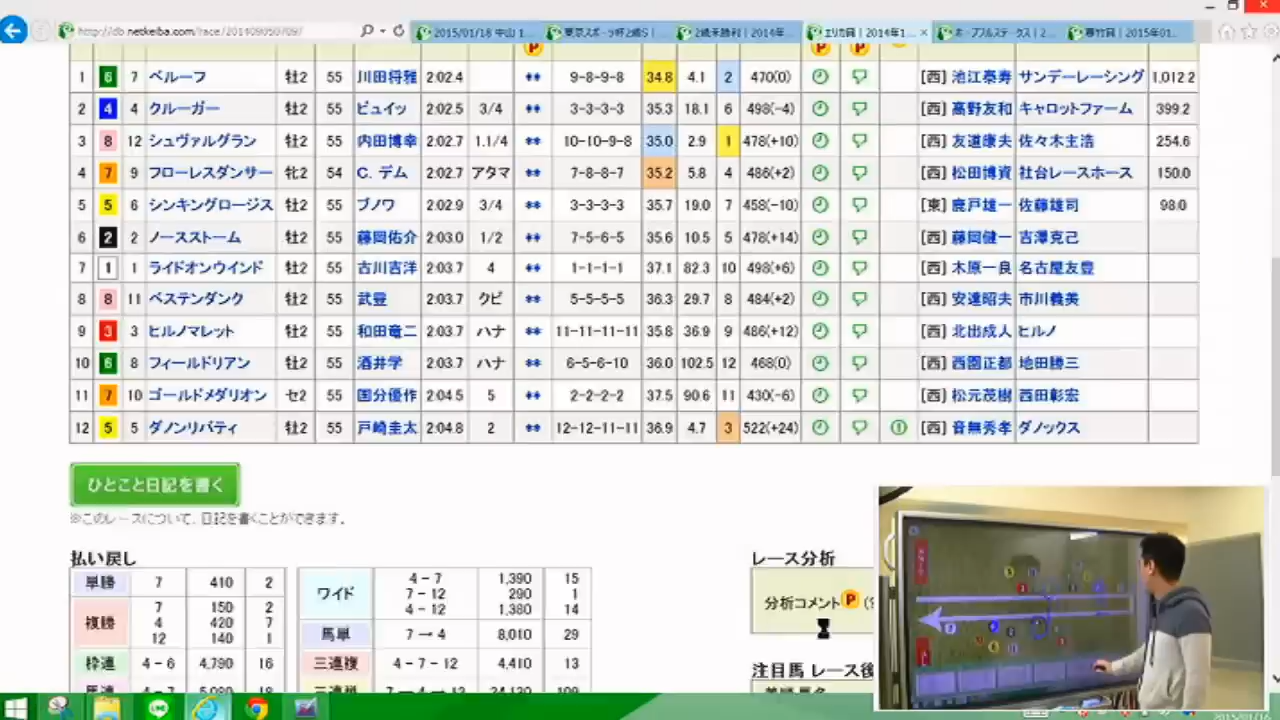 http://db.netkeiba.com/race/201409050709/
2015/01/18 中山 1...
東京スポーツ杯2歳S | ...
2歳未勝利 | 2014年...
エリカ賞 | 2014年1...
ホープフルステークス | 2...
寒竹賞 | 2015年01...
1 6 7 ベルーフ 牡2 55 川田将雅 2:02.4 ** 9-8-9-8 34.8 4.1 2 470(0) [西] 池江泰寿 サンデーレーシング 1,012.2
2 4 4 クルーガー 牡2 55 ビュイッ 2:02.5 3/4 ** 3-3-3-3 35.3 18.1 6 498(-4) [西] 高野友和 キャロットファーム 399.2
3 8 12 シュヴァルグラン 牡2 55 内田博幸 2:02.7 1.1/4 ** 10-10-9-8 35.0 2.9 1 478(+10) [西] 友道康夫 佐々木主浩 254.6
4 7 9 フローレスダンサー 牝2 54 C. デム 2:02.7 アタマ ** 7-8-8-7 35.2 5.8 4 486(+2) [西] 松田博資 社台レースホース 150.0
5 5 6 シンキングロージス 牡2 55 ブノワ 2:02.9 3/4 ** 3-3-3-3 35.7 19.0 7 458(-10) [東] 鹿戸雄一 佐藤雄司 98.0
6 2 2 ノースストーム 牡2 55 藤岡佑介 2:03.0 1/2 ** 7-5-6-5 35.6 10.5 5 478(+14) [西] 藤岡健一 吉澤克己
7 1 1 ライドオンウインド 牡2 55 古川吉洋 2:03.7 4 ** 1-1-1-1 37.1 82.3 10 498(+6) [西] 木原一良 名古屋友豊
8 8 11 ベステンダンク 牡2 55 武豊 2:03.7 クビ ** 5-5-5-5 36.3 29.7 8 484(+2) [西] 安達昭夫 市川義美
9 3 3 ヒルノマレット 牡2 55 和田竜二 2:03.7 ハナ ** 11-11-11-11 35.8 36.9 9 486(+12) [西] 北出成人 ヒルノ
10 6 8 フィールドリアン 牡2 55 酒井学 2:03.7 ハナ ** 6-5-6-10 36.0 102.5 12 468(0) [西] 西園正都 地田勝三
11 7 10 ゴールドメダリオン セ2 55 国分優作 2:04.5 5 ** 2-2-2-2 37.5 90.6 11 430(-6) [西] 松元茂樹 西田彰宏
12 5 5 ダノンリバティ 牡2 55 戸崎圭太 2:04.8 2 ** 12-12-11-11 36.9 4.7 3 522(+24) [西] 音無秀孝 ダノックス
ひとこと日記を書く
※このレースについて、日記を書くことができます。
払い戻し
単勝 7 410 2
複勝 7 150 2
4 420 7
12 140 1
枠連 4 - 6 4,790 16
馬連 4 - 7
ワイド 4 - 7 1,390 15
7 - 12 290 1
4 - 12 1,380 14
馬単 7 → 4 8,010 29
三連複 4 - 7 - 12 4,410 13
三連単
レース分析
分析コメント P
注目馬 レース後